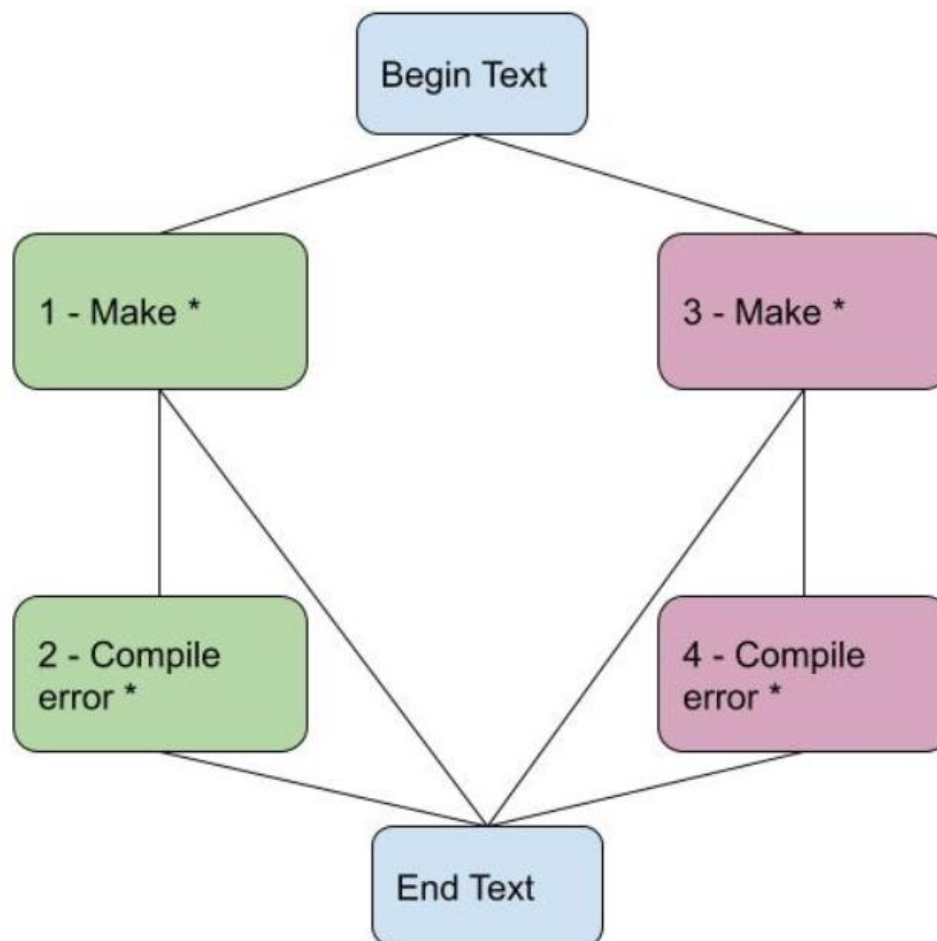 Begin Text
1 - Make *
3 - Make *
2 - Compile
error *
4 - Compile
error *
End Text